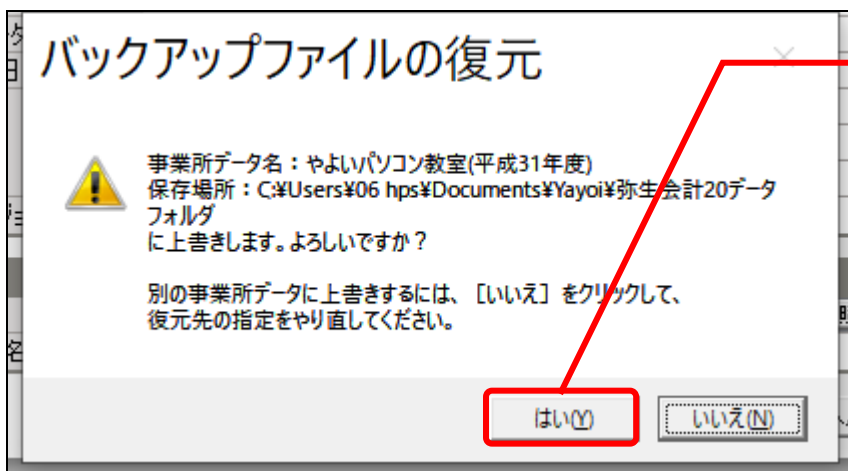 バックアップファイルの復元
事業所データ名：やよいパソコン教室(平成31年度)
保存場所：C:¥Users¥06 hps¥Documents¥Yayoi¥弥生会計20データ
フォルダ
に上書きします。よろしいですか？
別の事業所データに上書きするには、［いいえ］をクリックして、
復元先の指定をやり直してください。
はい(Y)
いいえ(N)